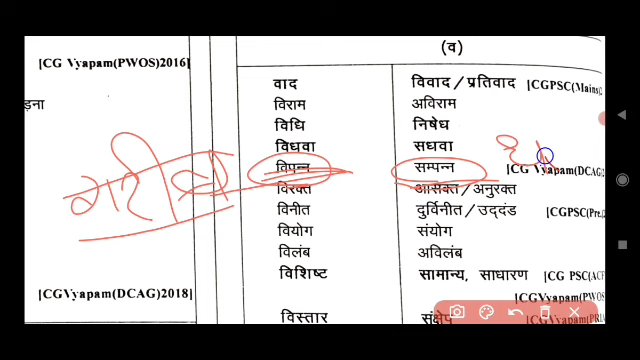 [CG Vyapam(PWOS)2016]
ड़ना
[CGVyapam(DCAG)2018]
(व)
वाद विवाद/प्रतिवाद [CGPSC(Mains)
विराम अविराम
विधि निषेध
विधवा सधवा
विपन्न सम्पन्न [CG Vyapam(DCAG)
विरक्त आसक्त/अनुरक्त
विनीत दुर्विनीत/उद्दंड [CGPSC(Pre.)
वियोग संयोग
विलंब अविलंब
विशिष्ट सामान्य, साधारण [CG PSC(ACF)
[CGVyapam(PWOS)
विस्तार संक्षेप [CGVyapam(
गरीब